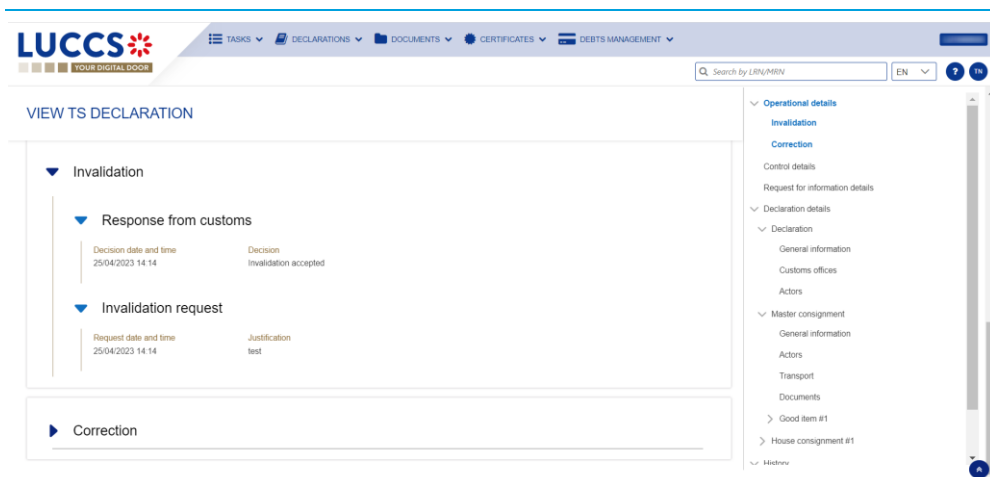 LUCCS
YOUR DIGITAL DOOR
TASKS
DECLARATIONS
DOCUMENTS
CERTIFICATES
DEBTS MANAGEMENT
Search by LRN/MRN
EN
?
TN
VIEW TS DECLARATION
Invalidation
Response from customs
Decision date and time Decision
25/04/2023 14:14 Invalidation accepted
Invalidation request
Request date and time Justification
25/04/2023 14:14 test
Correction
Operational details
Invalidation
Correction
Control details
Request for information details
Declaration details
Declaration
General information
Customs offices
Actors
Master consignment
General information
Actors
Transport
Documents
Good item #1
House consignment #1
History